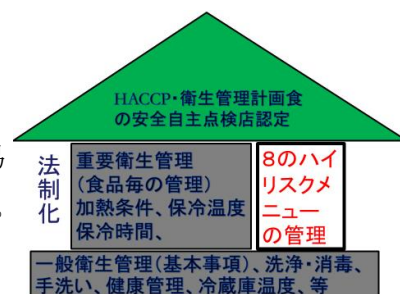 HACCP・衛生管理計画食
の安全自主点検店認定
法制化
重要衛生管理
(食品毎の管理)
加熱条件、保冷温度
保冷時間、
8のハイ
リスクメ
ニュー
の管理
一般衛生管理(基本事項)、洗浄・消毒、
手洗い、健康管理、冷蔵庫温度、等